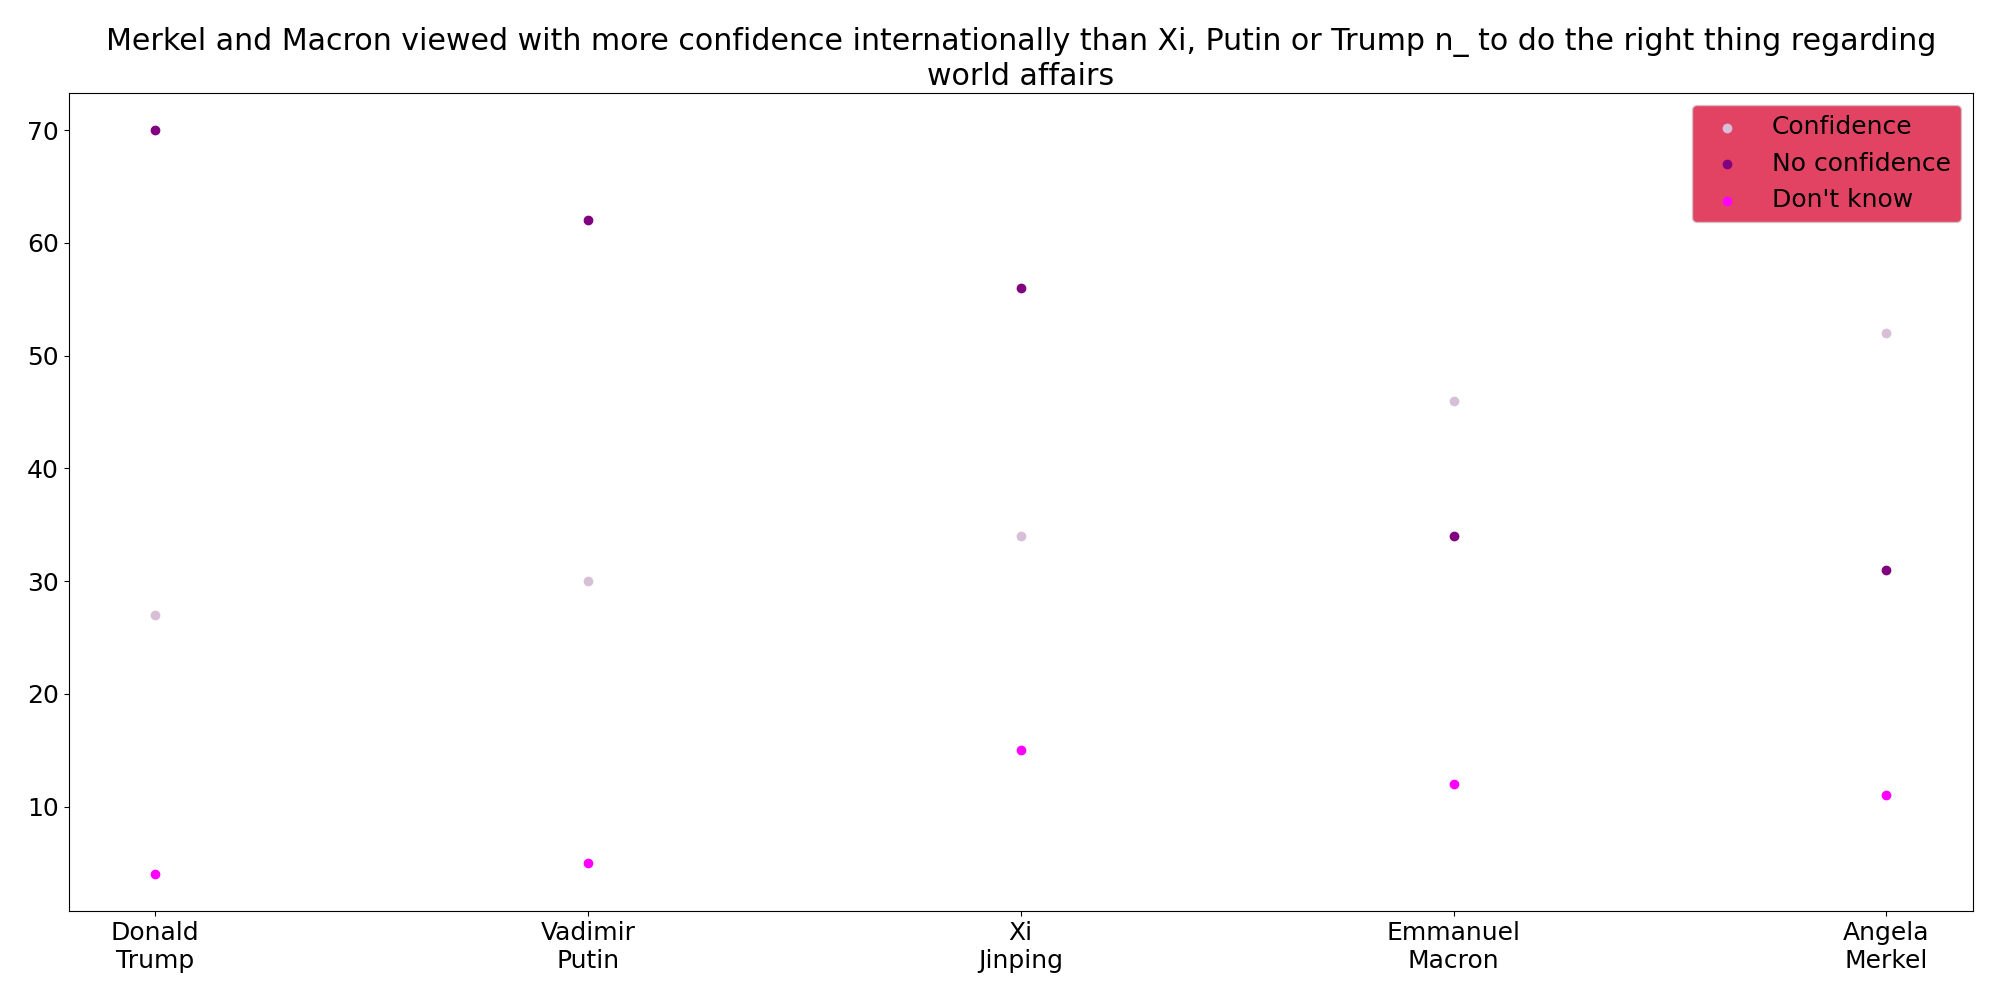 Merkel and Macron viewed with more confidence internationally than Xi, Putin or Trump n_ to do the right thing regarding
world affairs
Confidence
No confidence
Don't know
70
60
50
40
30
20
10
Donald
Trump
Vadimir
Putin
Xi
Jinping
Emmanuel
Macron
Angela
Merkel